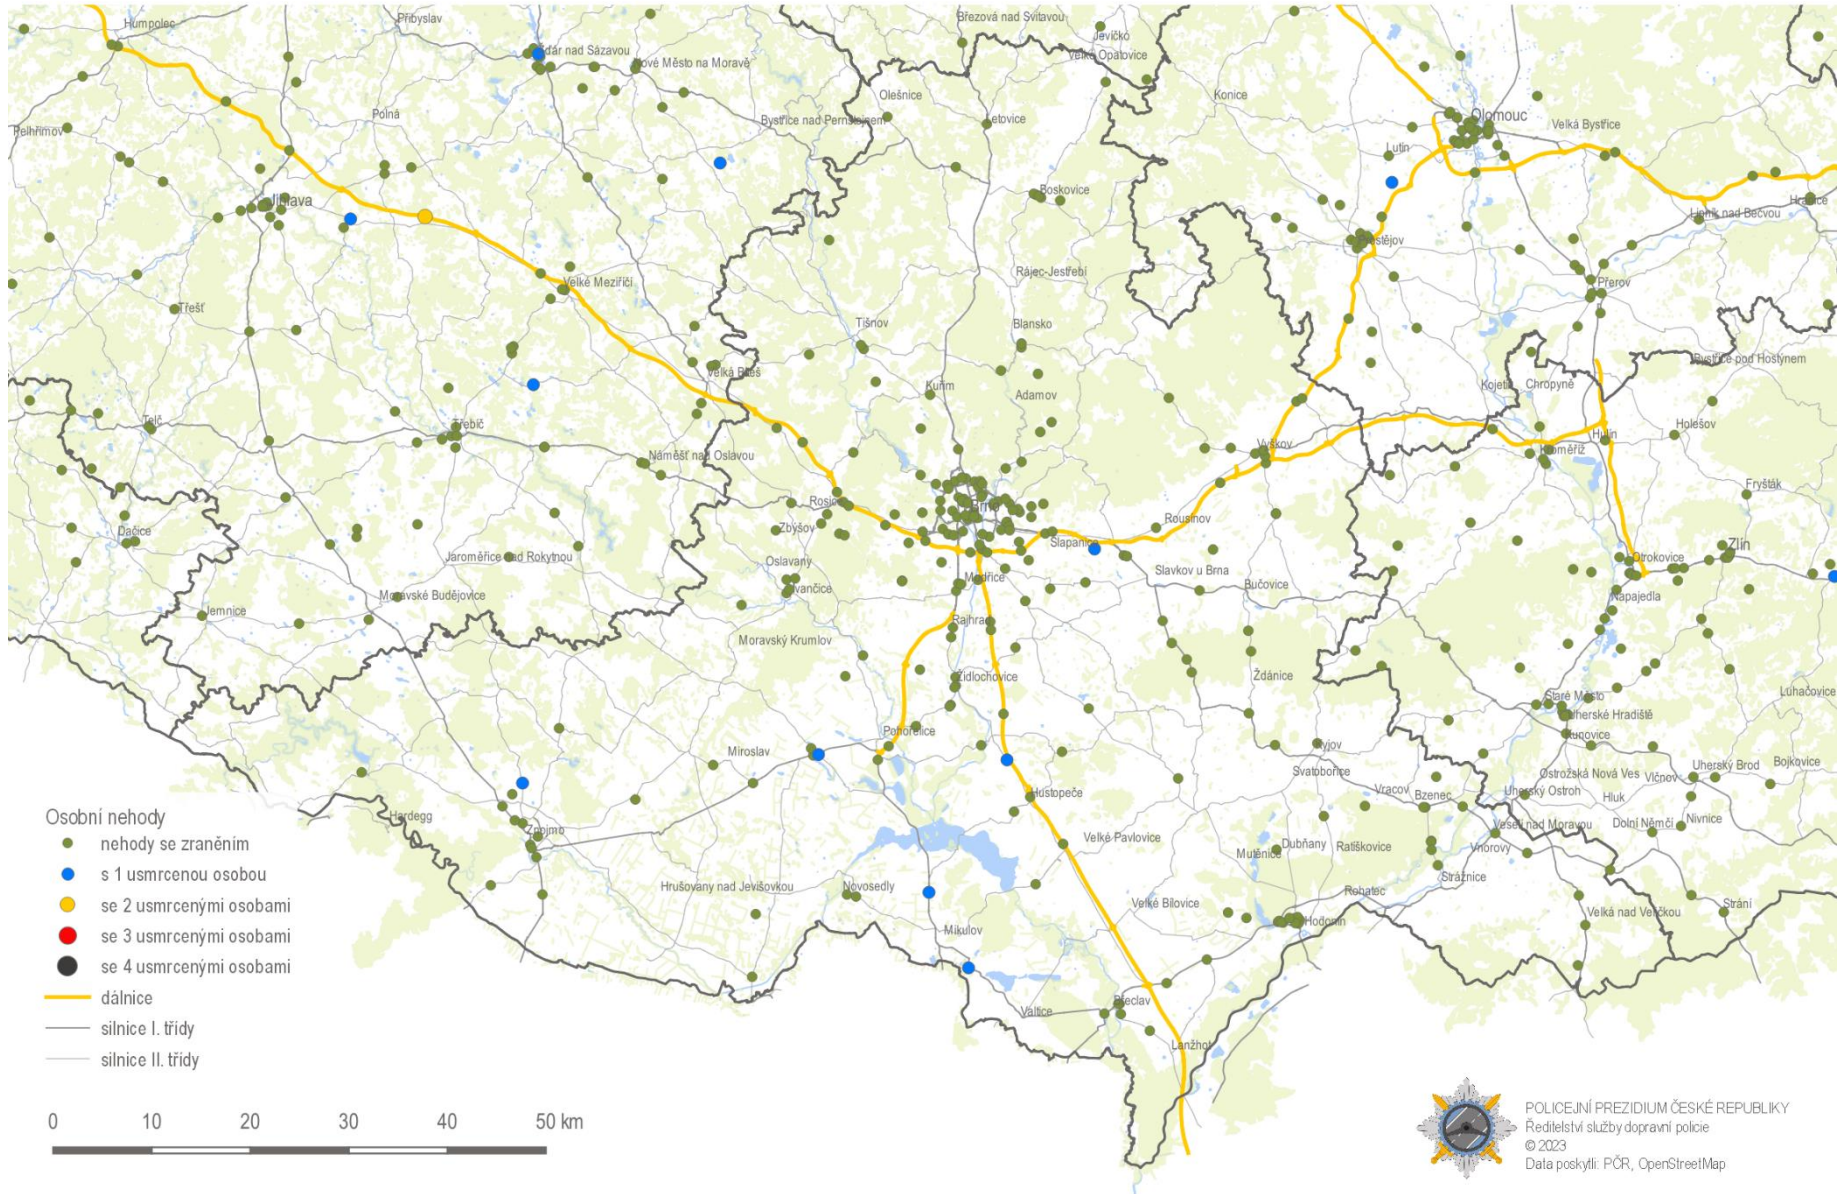 Humpolec
Přibyslav
Březová nad Svitavou
Jevíčko
Žďár nad Sázavou
Velké Opatovice
Nové Město na Moravě
Olešnice
Konice
Polná
Bystřice nad Pernštejnem
Letovice
Olomouc
Velká Bystřice
Pelhřimov
Lutín
Jihlava
Boskovice
Hranice
Lipník nad Bečvou
Prostějov
Rájec-Jestřebí
Velké Meziříčí
Přerov
Třešť
Tišnov
Blansko
Velká Bíteš
Bystřice pod Hostýnem
Kuřim
Adamov
Kojetín
Chropyně
Telč
Třebíč
Holešov
Hulín
Vyškov
Kroměříž
Náměšť nad Oslavou
Fryšták
Rosice
Brno
Rousínov
Dačice
Zbýšov
Šlapanice
Zlín
Jaroměřice nad Rokytnou
Otrokovice
Oslavany
Slavkov u Brna
Modřice
Bučovice
Ivančice
Moravské Budějovice
Napajedla
Jemnice
Rajhrad
Moravský Krumlov
Židlochovice
Ždánice
Luhačovice
Staré Město
Uherské Hradiště
Pohořelice
Kunovice
Kyjov
Miroslav
Svatobořice
Ostrožská Nová Ves
Vlčnov
Uherský Brod
Bojkovice
Hustopeče
Vracov
Bzenec
Uherský Ostroh
Hluk
Osobní nehody
Hardegg
nehody se zraněním
Znojmo
Velké Pavlovice
Dubňany
Ratíškovice
Veselí nad Moravou
Dolní Němčí
Nivnice
Mutěnice
Vnorovy
s 1 usmrcenou osobou
Hrušovany nad Jevišovkou
Novosedly
Strážnice
Rohatec
se 2 usmrcenými osobami
Velké Bílovice
Strání
Hodonín
Velká nad Veličkou
Mikulov
se 3 usmrcenými osobami
se 4 usmrcenými osobami
dálnice
Břeclav
Valtice
silnice I. třídy
Lanžhot
silnice II. třídy
0 10 20 30 40 50 km
POLICEJNÍ PREZIDIUM ČESKÉ REPUBLIKY
Ředitelství služby dopravní policie
© 2023
Data poskytli: PČR, OpenStreetMap